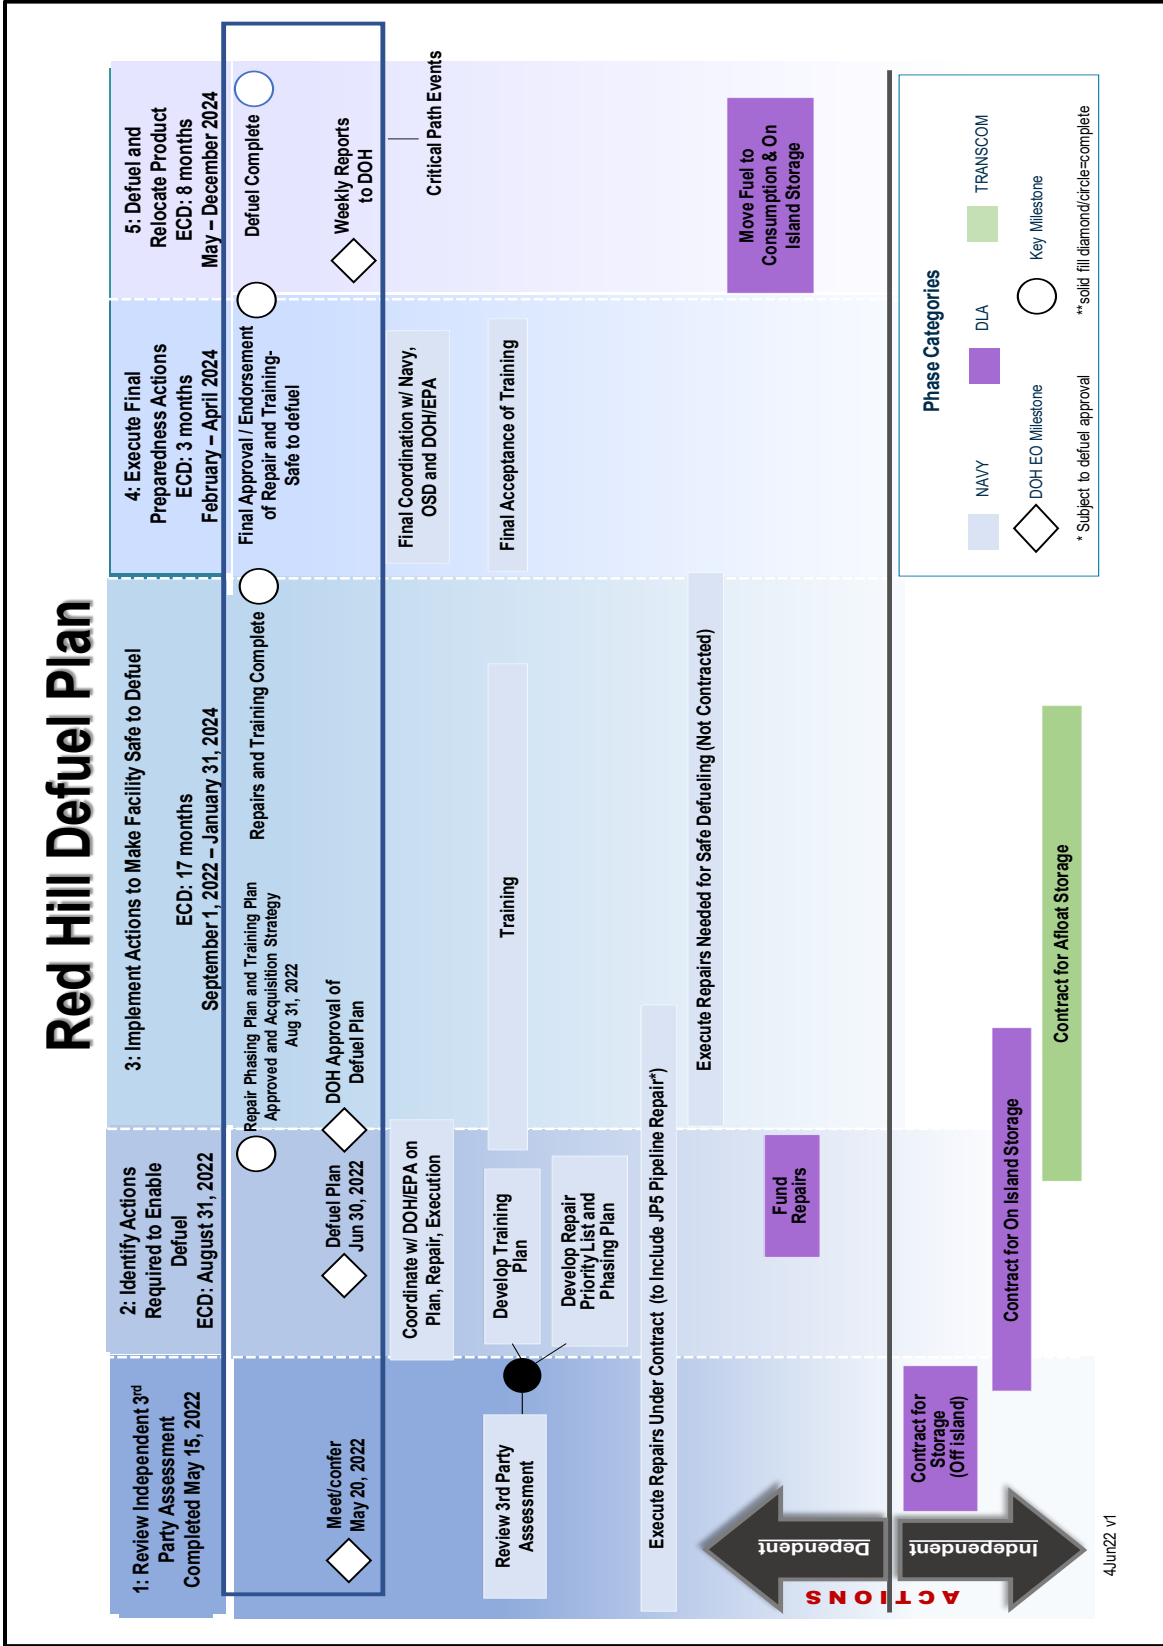 Red Hill Defuel Plan
1: Review Independent 3rd
Party Assessment
Completed May 15, 2022
2: Identify Actions
Required to Enable
Defuel
ECD: August 31, 2022
3: Implement Actions to Make Facility Safe to Defuel
ECD: 17 months
September 1, 2022 – January 31, 2024
4: Execute Final
Preparedness Actions
ECD: 3 months
February – April 2024
5: Defuel and
Relocate Product
ECD: 8 months
May – December 2024
Repair Phasing Plan and Training Plan
Approved and Acquisition Strategy
Aug 31, 2022
Repairs and Training Complete
Final Approval / Endorsement
of Repair and Training-
Safe to defuel
Defuel Complete
Meet/confer
May 20, 2022
Defuel Plan
Jun 30, 2022
DOH Approval of
Defuel Plan
Weekly Reports
to DOH
Critical Path Events
Coordinate w/ DOH/EPA on
Plan, Repair, Execution
Final Coordination w/ Navy,
OSD and DOH/EPA
Review 3rd Party
Assessment
Develop Training
Plan
Training
Final Acceptance of Training
Develop Repair
Priority List and
Phasing Plan
Execute Repairs Under Contract (to Include JP5 Pipeline Repair*)
Execute Repairs Needed for Safe Defueling (Not Contracted)
Move Fuel to
Consumption & On
Island Storage
Fund
Repairs
ACTIONS
Dependent
Independent
Contract for
Storage
(Off island)
Contract for On Island Storage
Contract for Afloat Storage
Phase Categories
NAVY
DLA
TRANSCOM
DOH EO Milestone
Key Milestone
* Subject to defuel approval
**solid fill diamond/circle=complete
4Jun22 v1